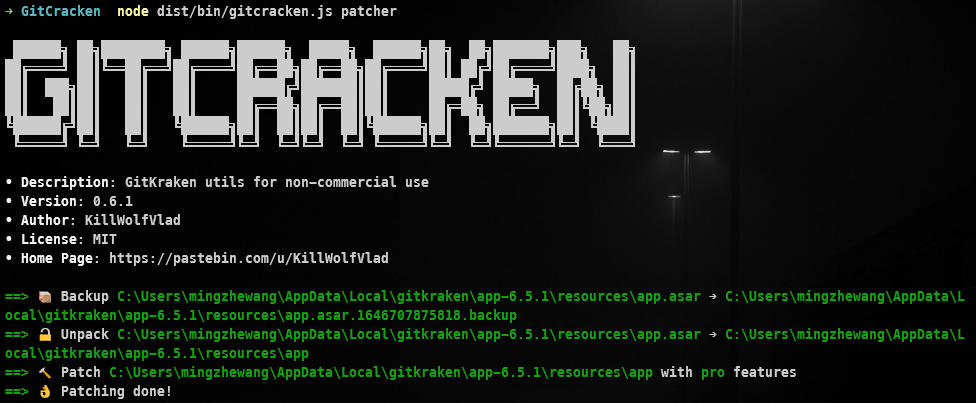 → GitCracken node dist/bin/gitcracken.js patcher
GITCRACKEN
• Description: GitKraken utils for non-commercial use
• Version: 0.6.1
• Author: KillWolfVlad
• License: MIT
• Home Page: https://pastebin.com/u/KillWolfVlad
==> 📦 Backup C:\Users\mingzhewang\AppData\Local\gitkraken\app-6.5.1\resources\app.asar → C:\Users\mingzhewang\AppData\L
ocal\gitkraken\app-6.5.1\resources\app.asar.1646707875818.backup
==> 🔓 Unpack C:\Users\mingzhewang\AppData\Local\gitkraken\app-6.5.1\resources\app.asar → C:\Users\mingzhewang\AppData\L
ocal\gitkraken\app-6.5.1\resources\app
==> 🔨 Patch C:\Users\mingzhewang\AppData\Local\gitkraken\app-6.5.1\resources\app with pro features
==> 👌 Patching done!